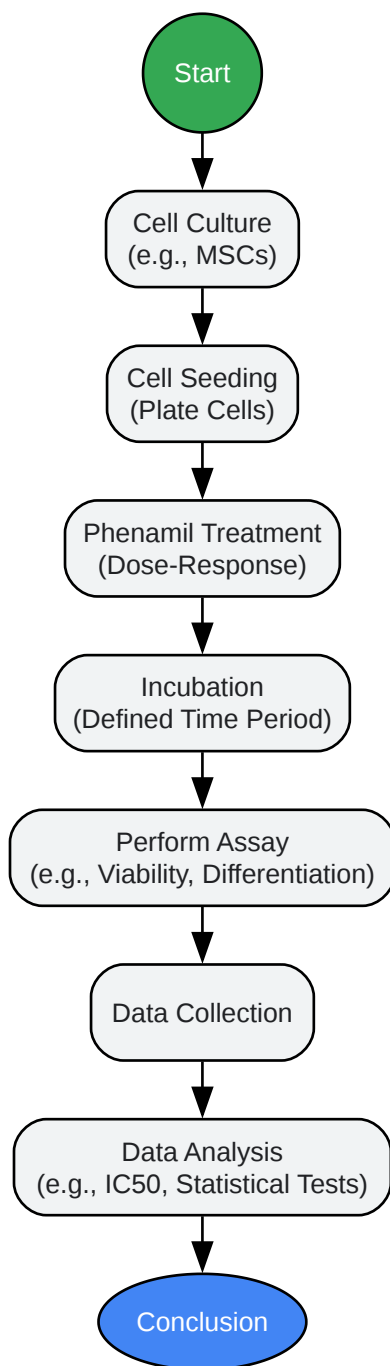 Start
Cell Culture
(e.g., MSCs)
Cell Seeding
(Plate Cells)
Phenamil Treatment
(Dose-Response)
Incubation
(Defined Time Period)
Perform Assay
(e.g., Viability, Differentiation)
Data Collection
Data Analysis
(e.g., IC50, Statistical Tests)
Conclusion